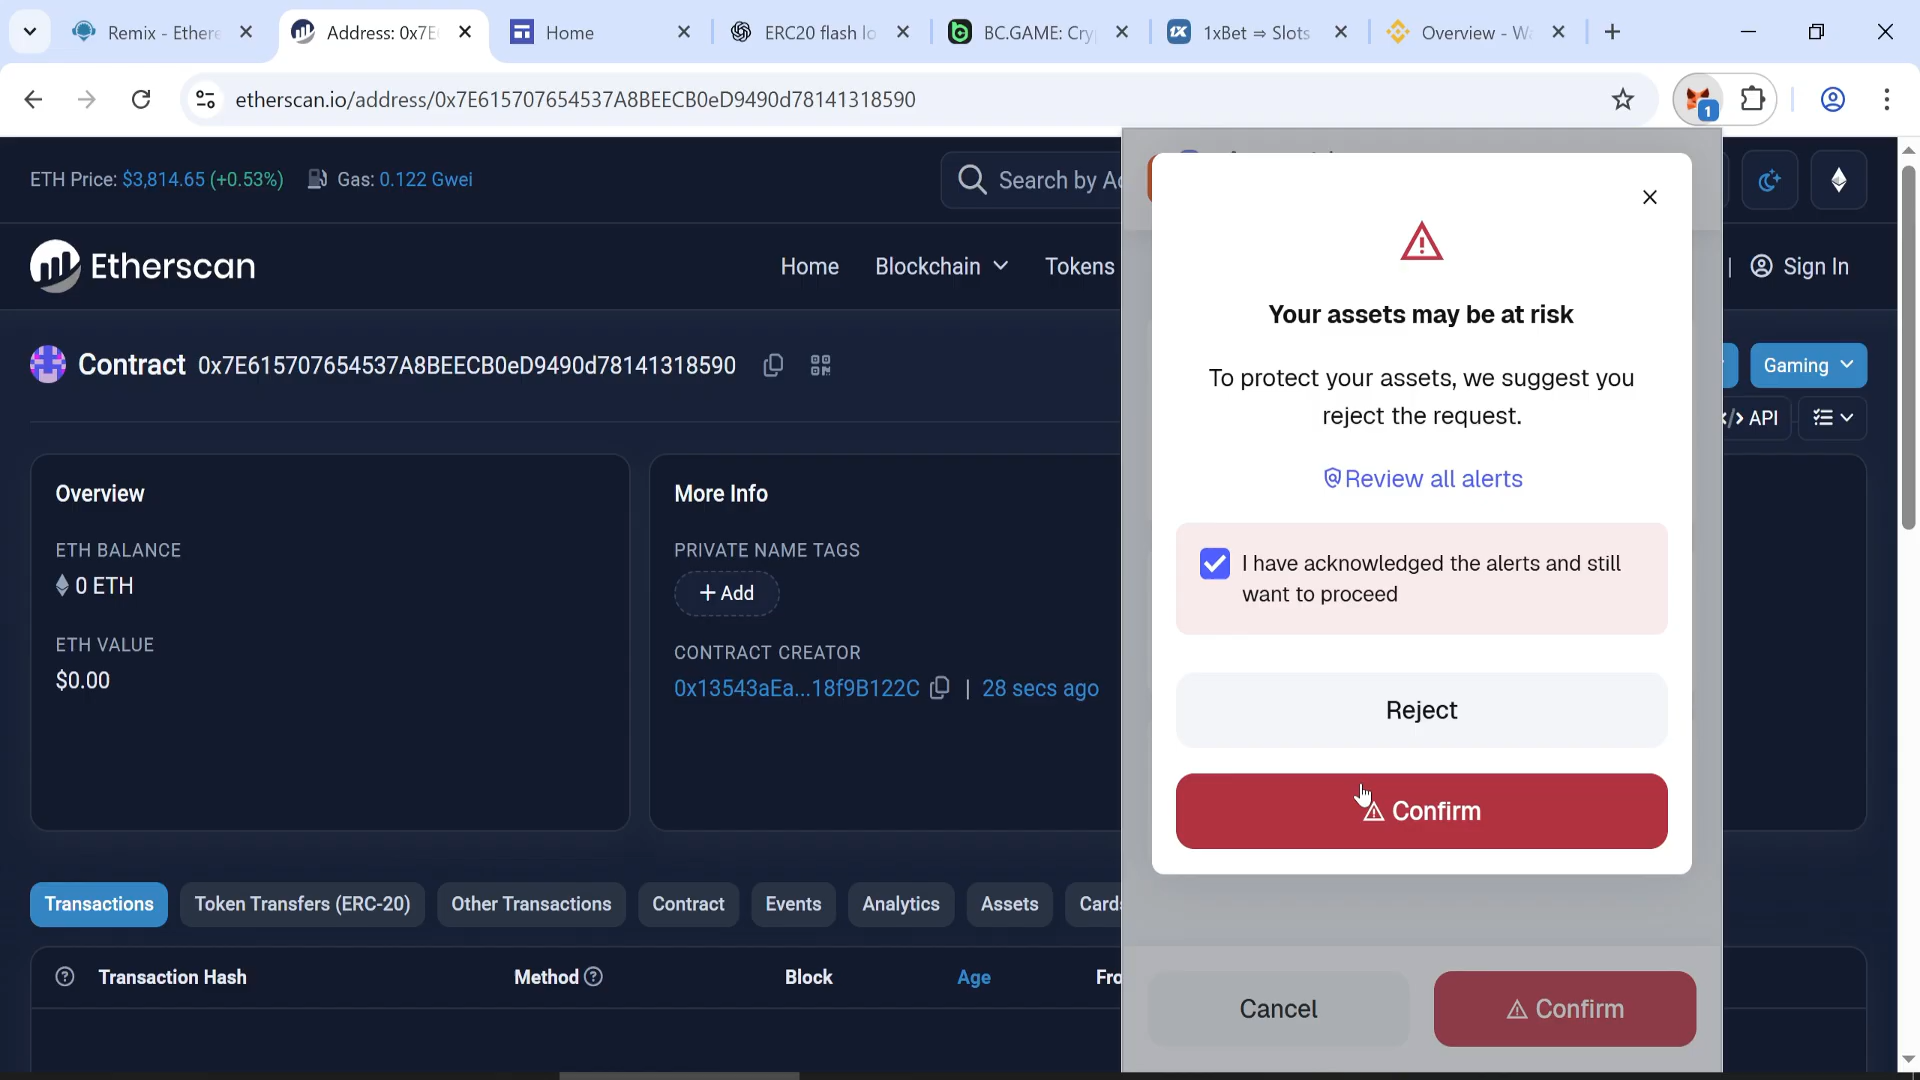 Remix - Ethere
Address: 0x7E
Home
ERC20 flash lo
BC.GAME: Cry
1xBet ⇒ Slots
Overview - Wa
etherscan.io/address/0x7E615707654537A8BEECB0eD9490d78141318590
1
ETH Price: $3,814.65 (+0.53%)
Gas: 0.122 Gwei
Search by Ad
Etherscan
Home
Blockchain
Tokens
Sign In
Contract 0x7E615707654537A8BEECB0eD9490d78141318590
Gaming
API
Overview
ETH BALANCE
0 ETH
ETH VALUE
$0.00
More Info
PRIVATE NAME TAGS
+ Add
CONTRACT CREATOR
0x13543aEa...18f9B122C | 28 secs ago
Your assets may be at risk
To protect your assets, we suggest you
reject the request.
Review all alerts
I have acknowledged the alerts and still
want to proceed
Reject
Confirm
Cancel
Confirm
Transactions
Token Transfers (ERC-20)
Other Transactions
Contract
Events
Analytics
Assets
Cards
Transaction Hash
Method
Block
Age
Fro